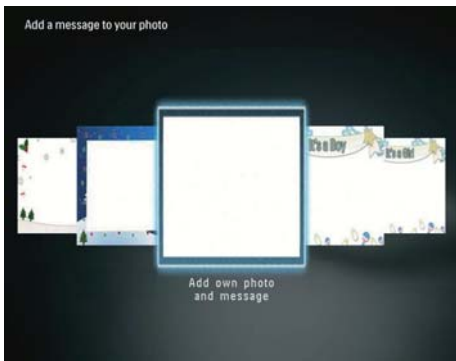 Add a message to your photo
It's a Boy
It's a Girl
Add own photo
and message